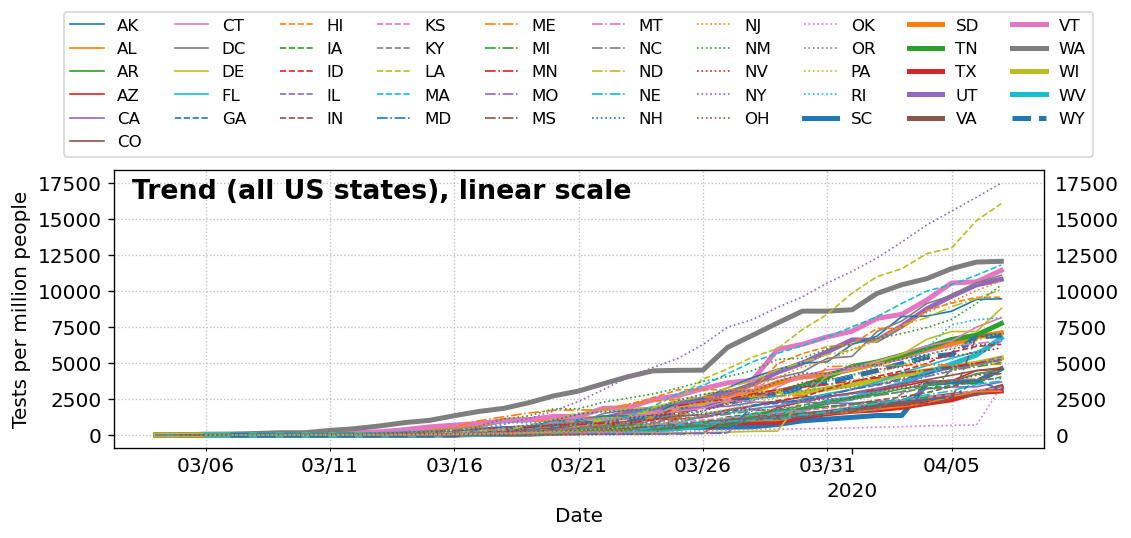 AK CT HI KS ME MT NJ OK SD VT
AL DC IA KY MI NC NM OR TN WA
AR DE ID LA MN ND NV PA TX WI
AZ FL IL MA MO NE NY RI UT WV
CA GA IN MD MS NH OH SC VA WY
CO
Trend (all US states), linear scale
17500 17500
15000 15000
12500 12500
10000 10000
7500 7500
5000 5000
2500 2500
0 0
Tests per million people
03/06 03/11 03/16 03/21 03/26 03/31 04/05
2020
Date